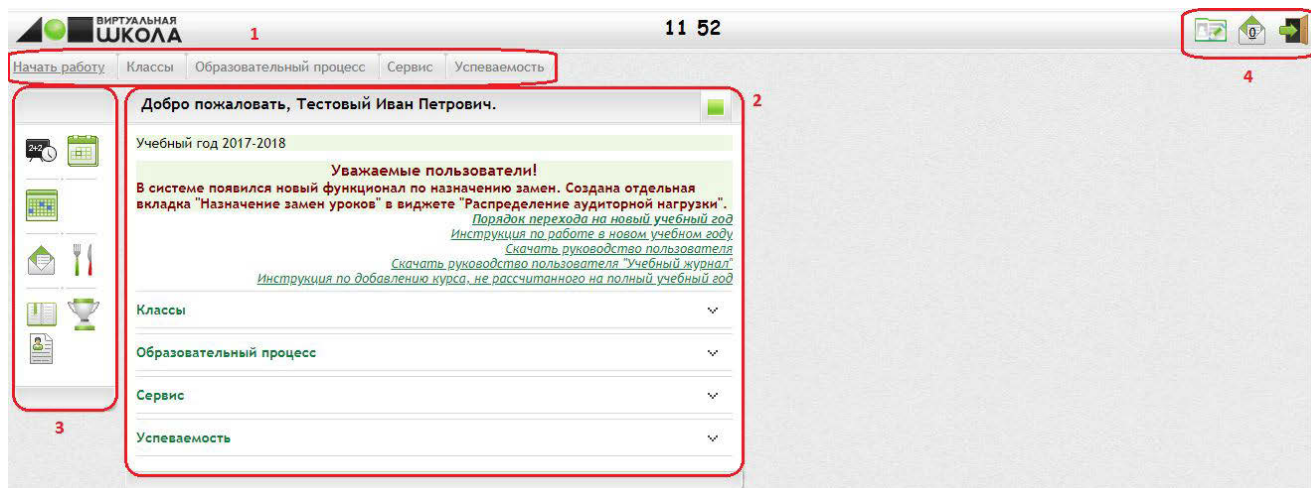 ВИРТУАЛЬНАЯ
ШКОЛА
1
11 52
0
4
Начать работу Классы Образовательный процесс Сервис Успеваемость
Добро пожаловать, Тестовый Иван Петрович.
2
Учебный год 2017-2018
2+2
Уважаемые пользователи!
В системе появился новый функционал по назначению замен. Создана отдельная
вкладка "Назначение замен уроков" в виджете "Распределение аудиторной нагрузки".
Порядок перехода на новый учебный год
Инструкция по работе в новом учебном году
Скачать руководство пользователя
Скачать руководство пользователя "Учебный журнал"
Инструкция по добавлению курса, не рассчитанного на полный учебный год
Классы
Образовательный процесс
Сервис
Успеваемость
3